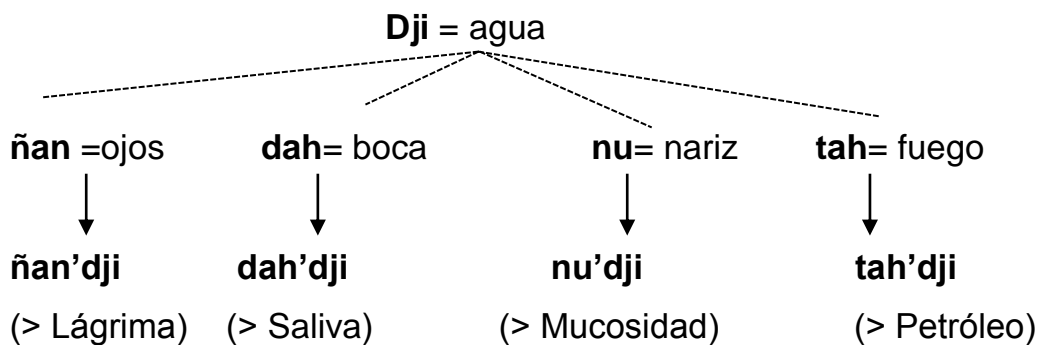 Dji = agua
ñan =ojos dah= boca nu= nariz tah= fuego
ñan’dji dah’dji nu’dji tah’dji
(> Lágrima) (> Saliva) (> Mucosidad) (> Petróleo)